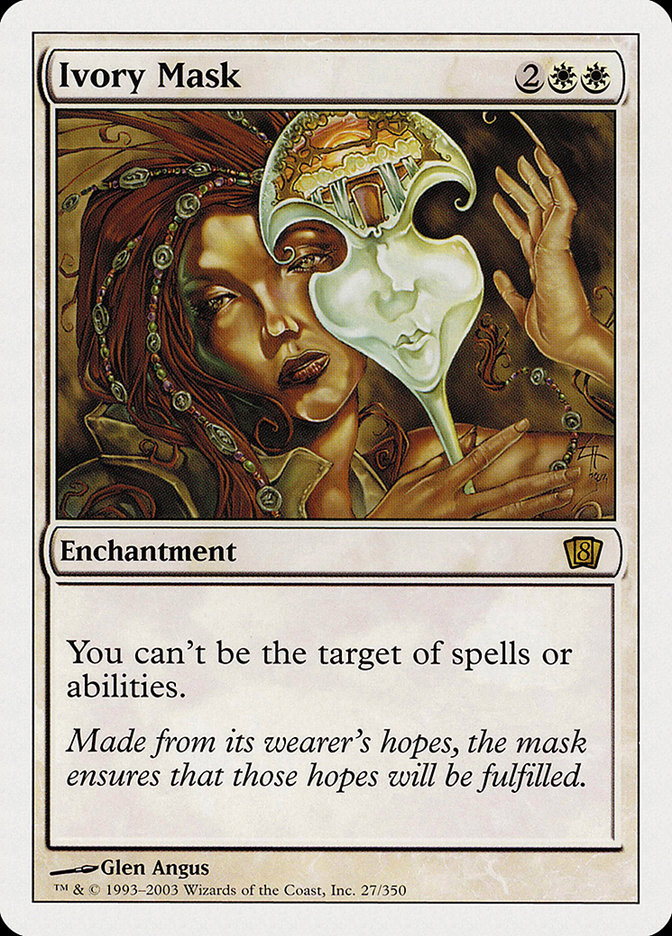 Ivory Mask 2
Enchantment 8
You can't be the target of spells or
abilities.
Made from its wearer's hopes, the mask
ensures that those hopes will be fulfilled.
Glen Angus
™ & © 1993–2003 Wizards of the Coast, Inc. 27/350